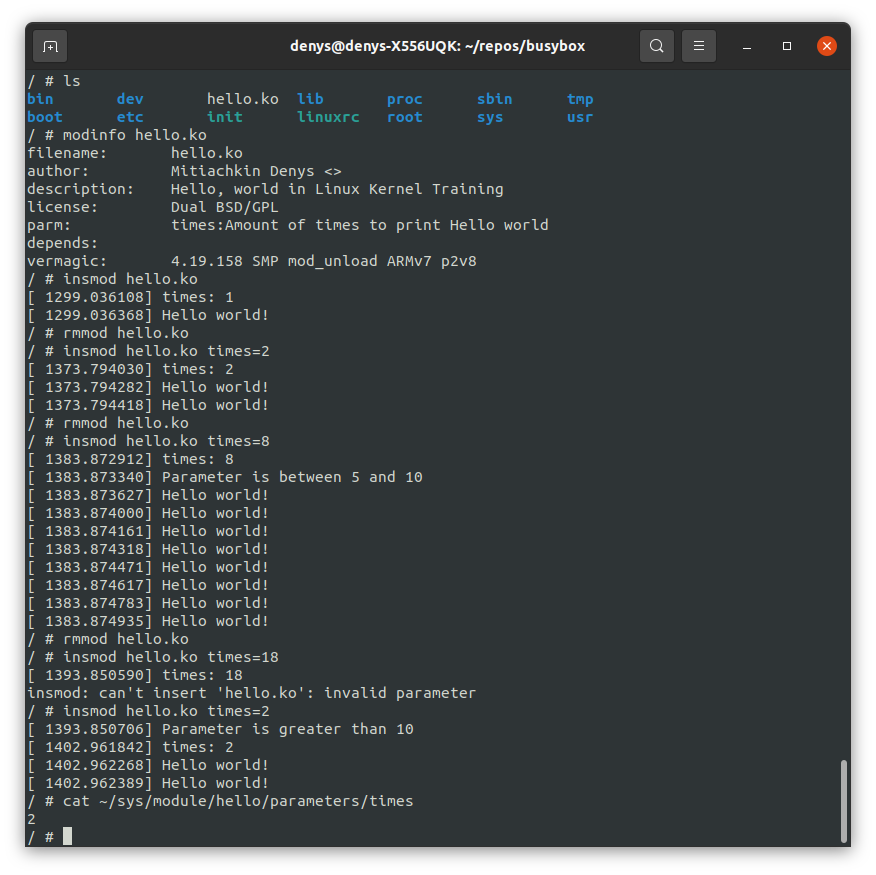 denys@denys-X556UQK: ~/repos/busybox
/ # ls
bin dev hello.ko lib proc sbin tmp
boot etc init linuxrc root sys usr
/ # modinfo hello.ko
filename: hello.ko
author: Mitiachkin Denys <>
description: Hello, world in Linux Kernel Training
license: Dual BSD/GPL
parm: times:Amount of times to print Hello world
depends:
vermagic: 4.19.158 SMP mod_unload ARMv7 p2v8
/ # insmod hello.ko
[ 1299.036108] times: 1
[ 1299.036368] Hello world!
/ # rmmod hello.ko
/ # insmod hello.ko times=2
[ 1373.794030] times: 2
[ 1373.794282] Hello world!
[ 1373.794418] Hello world!
/ # rmmod hello.ko
/ # insmod hello.ko times=8
[ 1383.872912] times: 8
[ 1383.873340] Parameter is between 5 and 10
[ 1383.873627] Hello world!
[ 1383.874000] Hello world!
[ 1383.874161] Hello world!
[ 1383.874318] Hello world!
[ 1383.874471] Hello world!
[ 1383.874617] Hello world!
[ 1383.874783] Hello world!
[ 1383.874935] Hello world!
/ # rmmod hello.ko
/ # insmod hello.ko times=18
[ 1393.850590] times: 18
insmod: can't insert 'hello.ko': invalid parameter
/ # insmod hello.ko times=2
[ 1393.850706] Parameter is greater than 10
[ 1402.961842] times: 2
[ 1402.962268] Hello world!
[ 1402.962389] Hello world!
/ # cat ~/sys/module/hello/parameters/times
2
/ #